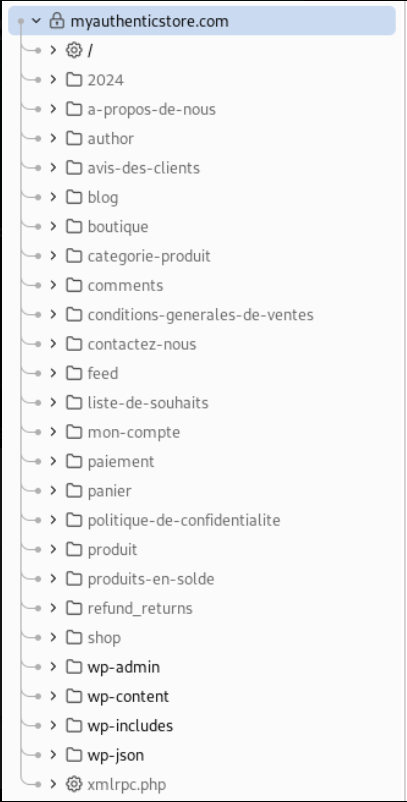 myauthenticstore.com
/
2024
a-propos-de-nous
author
avis-des-clients
blog
boutique
categorie-produit
comments
conditions-generales-de-ventes
contactez-nous
feed
liste-de-souhaits
mon-compte
paiement
panier
politique-de-confidentialite
produit
produits-en-solde
refund_returns
shop
wp-admin
wp-content
wp-includes
wp-json
xmlrpc.php